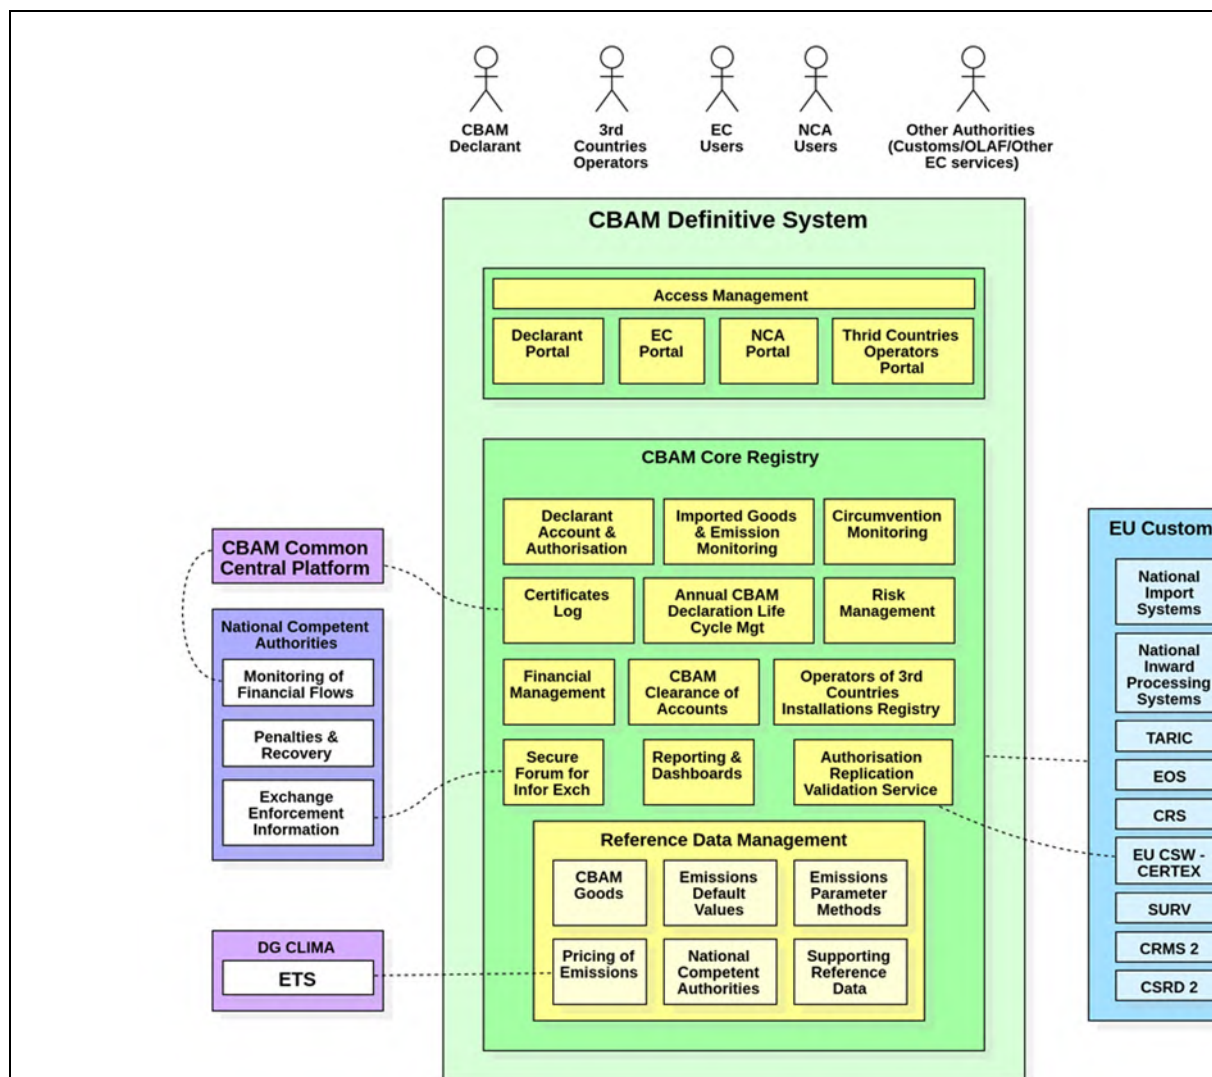 CBAM
Declarant
3rd
Countries
Operators
EC
Users
NCA
Users
Other Authorities
(Customs/OLAF/Other
EC services)
CBAM Definitive System
Access Management
Declarant
Portal
EC
Portal
NCA
Portal
Thrid Countries
Operators
Portal
CBAM Core Registry
Declarant
Account &
Authorisation
Imported Goods
& Emission
Monitoring
Circumvention
Monitoring
Certificates
Log
Annual CBAM
Declaration Life
Cycle Mgt
Risk
Management
Financial
Management
CBAM
Clearance of
Accounts
Operators of 3rd
Countries
Installations Registry
Secure
Forum for
Infor Exch
Reporting &
Dashboards
Authorisation
Replication
Validation Service
Reference Data Management
CBAM
Goods
Emissions
Default
Values
Emissions
Parameter
Methods
Pricing of
Emissions
National
Competent
Authorities
Supporting
Reference
Data
CBAM Common
Central Platform
National Competent
Authorities
Monitoring of
Financial Flows
Penalties &
Recovery
Exchange
Enforcement
Information
DG CLIMA
ETS
EU Custom
National
Import
Systems
National
Inward
Processing
Systems
TARIC
EOS
CRS
EU CSW -
CERTEX
SURV
CRMS 2
CSRD 2